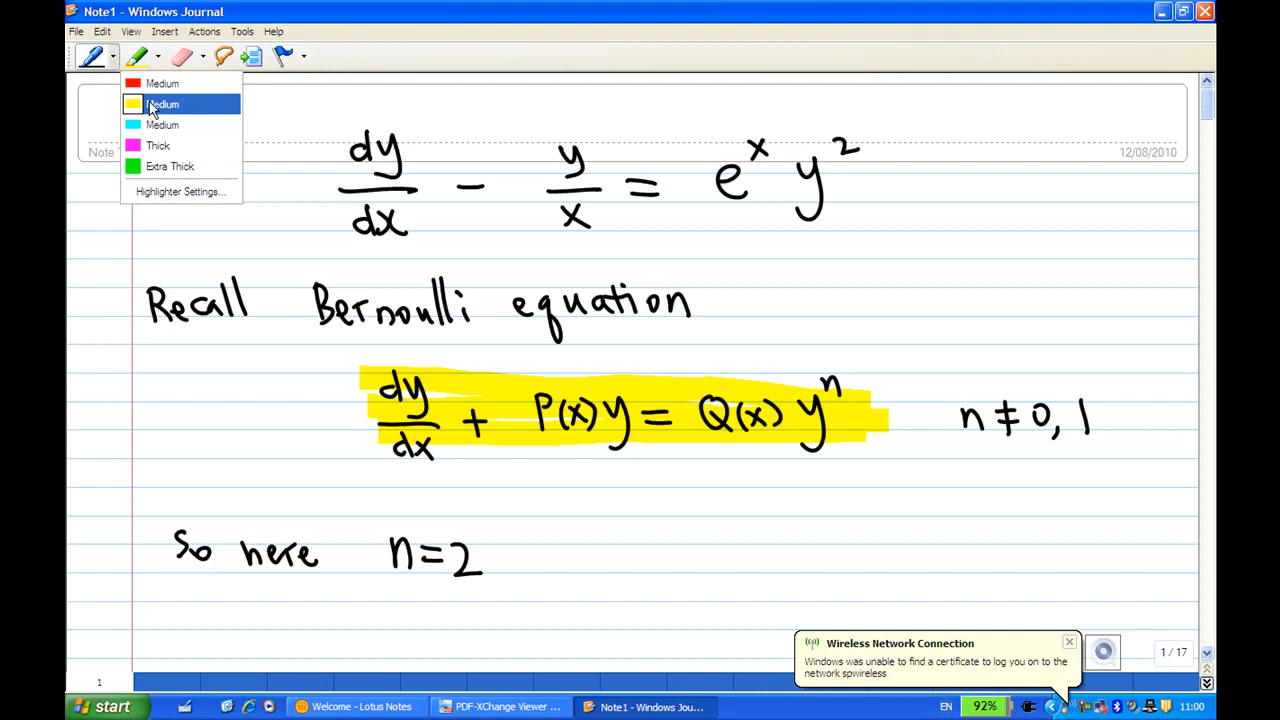 Note1 - Windows Journal
File Edit View Insert Actions Tools Help
Medium
Medium
Medium
Thick
Extra Thick
Highlighter Settings...
Note
12/08/2010
dy/dx - y/x = e^x y^2
Recall Bernoulli equation
dy/dx + P(x)y = Q(x) y^n n ≠ 0, 1
So here n=2
Wireless Network Connection
Windows was unable to find a certificate to log you on to the
network spwireless
1 / 17
1
start Welcome - Lotus Notes PDF-XChange Viewer ... Note1 - Windows Jou... EN 92% 11:00